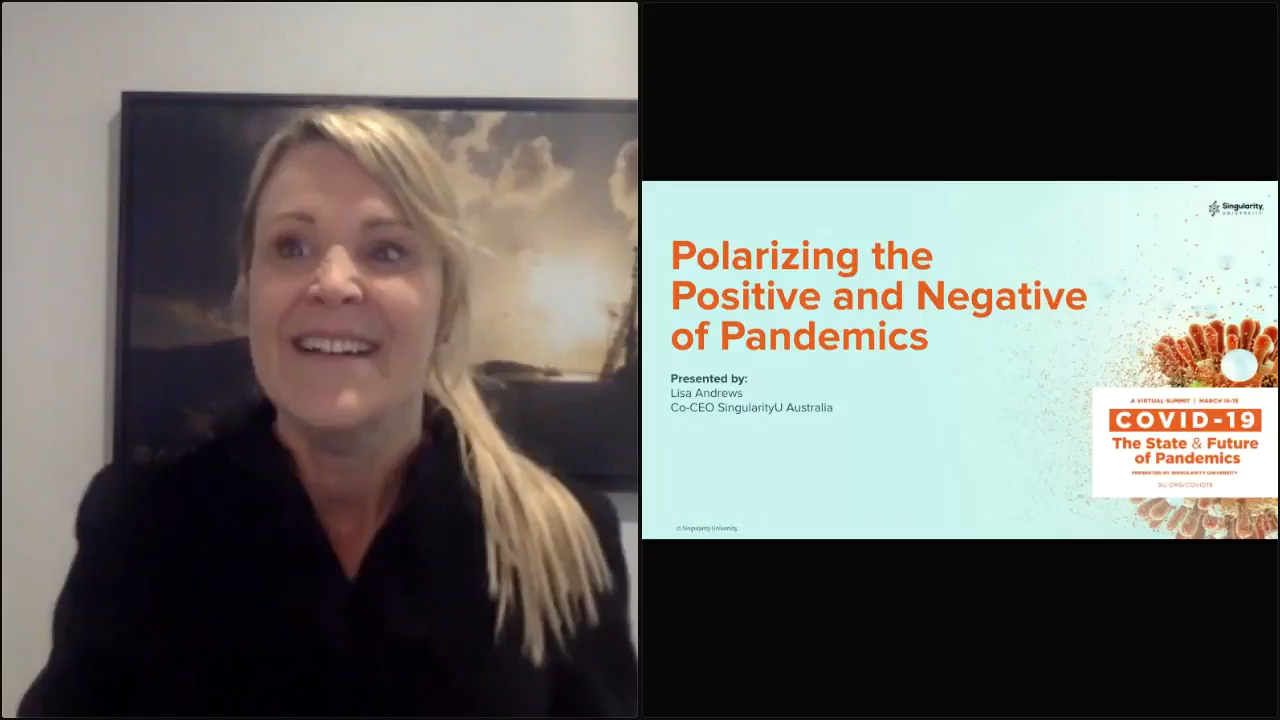 Singularity
UNIVERSITY
Polarizing the
Positive and Negative
of Pandemics
Presented by:
Lisa Andrews
Co-CEO SingularityU Australia
A VIRTUAL SUMMIT | MARCH 16-18
COVID-19
The State & Future
of Pandemics
PRESENTED BY SINGULARITY UNIVERSITY
SU.ORG/COVID19
© Singularity University